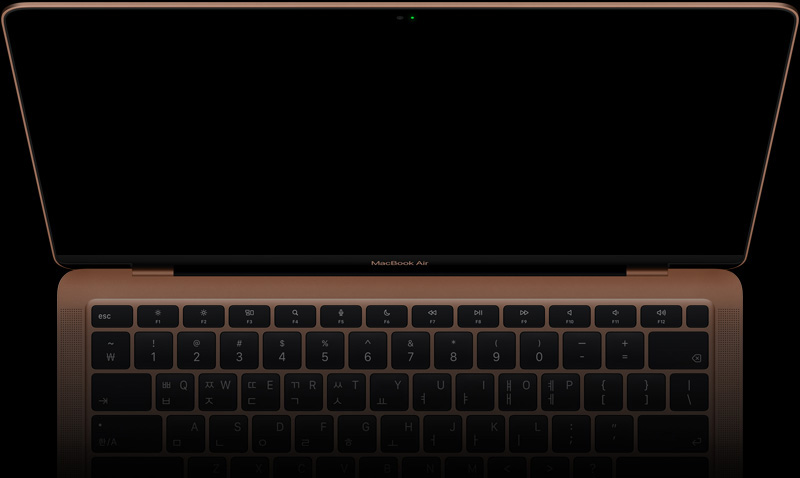 MacBook Air
esc F1 F2 F3 F4 F5 F6 F7 F8 F9 F10 F11 F12
~ ! @ # $ % ^ & * ( ) — +
₩ 1 2 3 4 5 6 7 8 9 0 - =
ㅃ Q ㅉ W ㄸ E ㄲ R ㅆ T Y U I ㅒ O ㅖ P { } |
ㅂ ㅈ ㄷ ㄱ ㅅ ㅛ ㅕ ㅑ ㅐ ㅔ [ ] \
A S D F G H J K L : "
한/A ㅁ ㄴ ㅇ ㄹ ㅎ ㅗ ㅓ ㅏ ㅣ ; '
Z X C V B N M < > ?